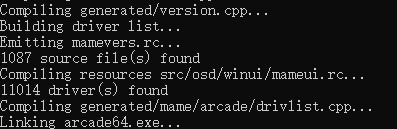 Compiling generated/version.cpp...
Building driver list...
Emitting mamevers.rc...
1087 source file(s) found
Compiling resources src/osd/winui/mameui.rc...
11014 driver(s) found
Compiling generated/mame/arcade/drivlist.cpp...
Linking arcade64.exe...